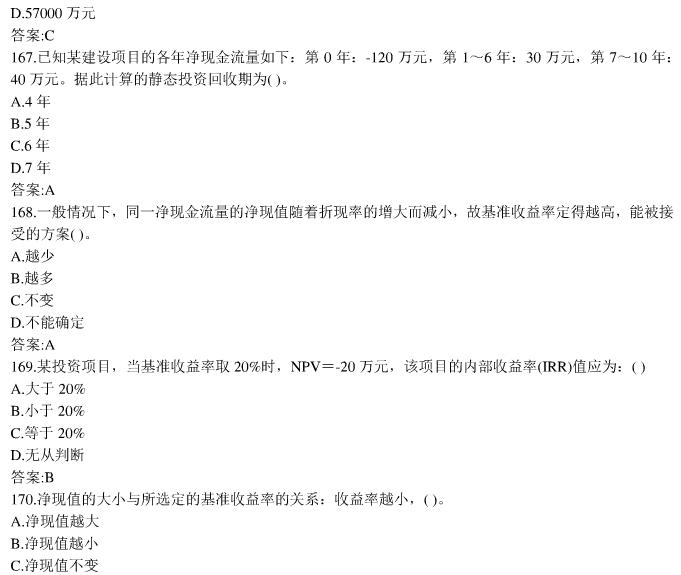 D.57000 万元
答案:C
167.已知某建设项目的各年净现金流量如下：第 0 年：-120 万元，第 1～6 年：30 万元，第 7～10 年：
40 万元。据此计算的静态投资回收期为( )。
A.4 年
B.5 年
C.6 年
D.7 年
答案:A
168.一般情况下，同一净现金流量的净现值随着折现率的增大而减小，故基准收益率定得越高，能被接
受的方案( )。
A.越少
B.越多
C.不变
D.不能确定
答案:A
169.某投资项目，当基准收益率取 20%时，NPV＝-20 万元，该项目的内部收益率(IRR)值应为：( )
A.大于 20%
B.小于 20%
C.等于 20%
D.无从判断
答案:B
170.净现值的大小与所选定的基准收益率的关系：收益率越小，( )。
A.净现值越大
B.净现值越小
C.净现值不变